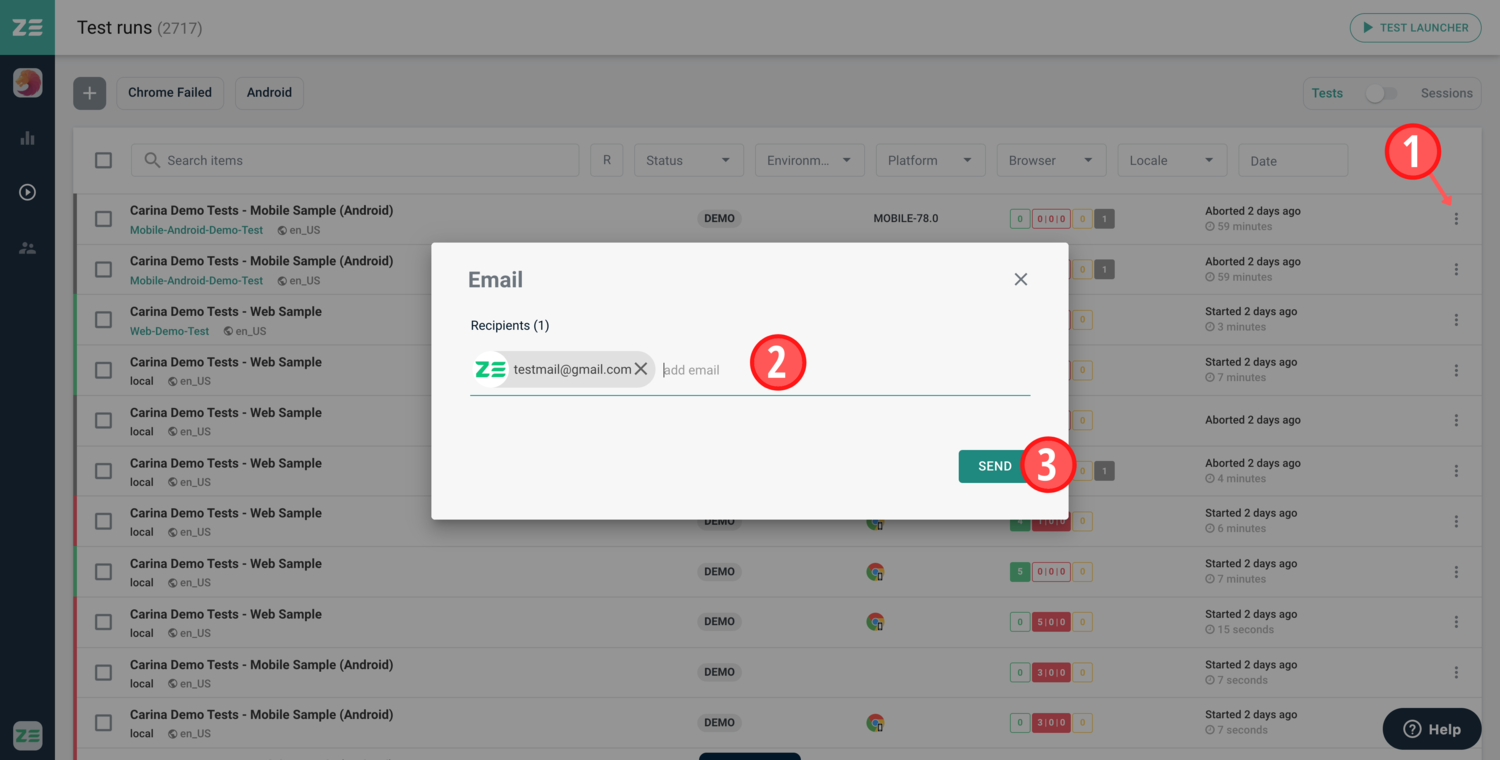 ZE
Test runs (2717)
TEST LAUNCHER
+
Chrome Failed
Android
Tests
Sessions
Search items
R
Status
Environm...
Platform
Browser
Locale
Date
1
Carina Demo Tests - Mobile Sample (Android)
Mobile-Android-Demo-Test en_US
DEMO
MOBILE-78.0
0 0|0|0 0 1
Aborted 2 days ago
59 minutes
Carina Demo Tests - Mobile Sample (Android)
Mobile-Android-Demo-Test en_US
0 1
Aborted 2 days ago
59 minutes
Carina Demo Tests - Web Sample
Web-Demo-Test en_US
0
Started 2 days ago
3 minutes
Carina Demo Tests - Web Sample
local en_US
0
Started 2 days ago
7 minutes
Carina Demo Tests - Web Sample
local en_US
0
Aborted 2 days ago
Carina Demo Tests - Web Sample
local en_US
0 1
Aborted 2 days ago
4 minutes
Email
Recipients (1)
ZE testmail@gmail.com add email
2
SEND
3
Carina Demo Tests - Web Sample
local en_US
DEMO
4 1|0|0 0
Started 2 days ago
6 minutes
Carina Demo Tests - Web Sample
local en_US
DEMO
5 0|0|0 0
Started 2 days ago
7 minutes
Carina Demo Tests - Web Sample
local en_US
DEMO
0 5|0|0 0
Started 2 days ago
15 seconds
Carina Demo Tests - Mobile Sample (Android)
local en_US
DEMO
0 3|0|0 0
Started 2 days ago
7 seconds
Carina Demo Tests - Mobile Sample (Android)
local en_US
DEMO
0 3|0|0 0
Started 2 days ago
7 seconds
ZE
Help